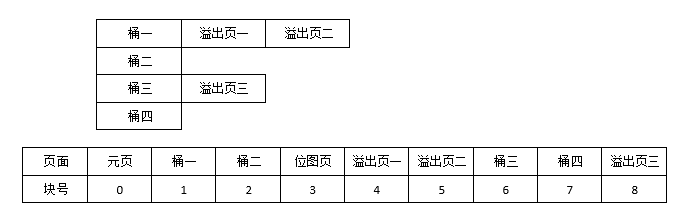 桶一 溢出页一 溢出页二
桶二
桶三 溢出页三
桶四
页面 元页 桶一 桶二 位图页 溢出页一 溢出页二 桶三 桶四 溢出页三
块号 0 1 2 3 4 5 6 7 8